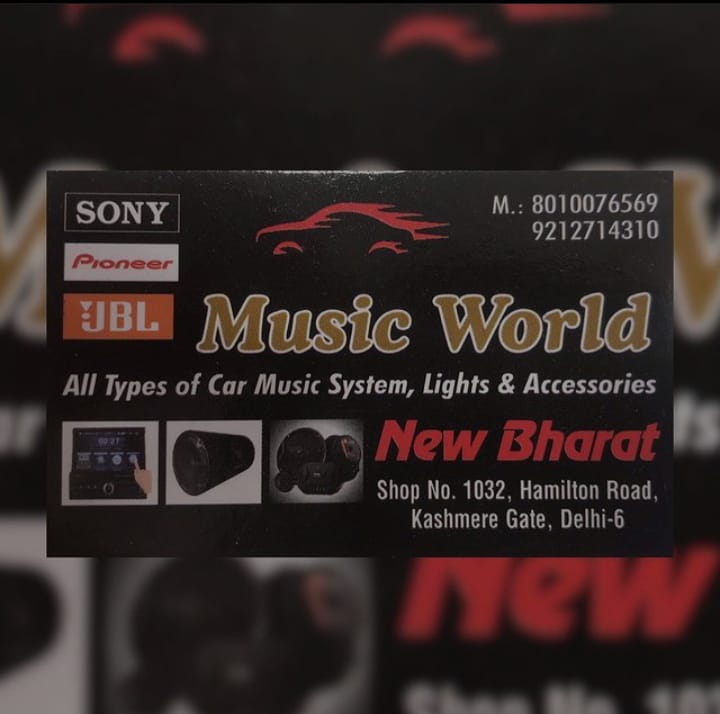 SONY
Pioneer
JBL
M.: 8010076569
9212714310
Music World
All Types of Car Music System, Lights & Accessories
New Bharat
Shop No. 1032, Hamilton Road,
Kashmere Gate, Delhi-6